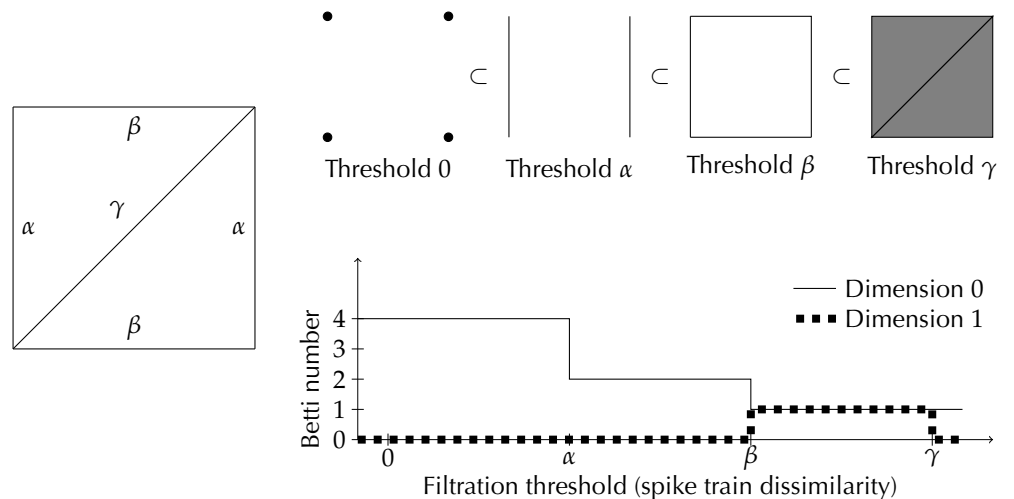 β
γ
α
α
β
⊂
⊂
⊂
Threshold 0
Threshold α
Threshold β
Threshold γ
Dimension 0
Dimension 1
Betti number
4
3
2
1
0
0
α
β
γ
Filtration threshold (spike train dissimilarity)